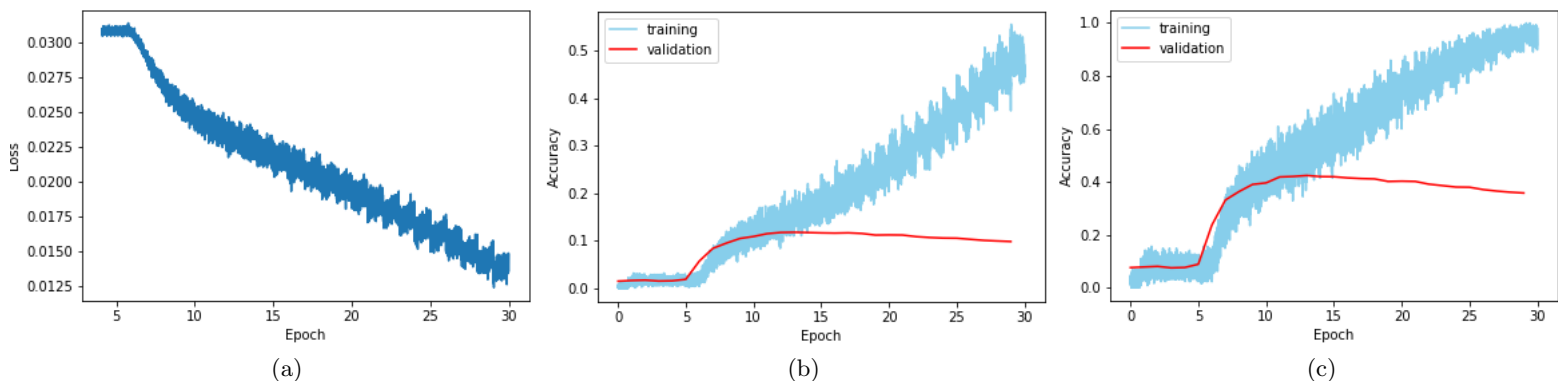 0.0300
0.0275
0.0250
0.0225
0.0200
0.0175
0.0150
0.0125
Loss
5 10 15 20 25 30
Epoch
(a)
training
validation
0.5
0.4
0.3
0.2
0.1
0.0
Accuracy
0 5 10 15 20 25 30
Epoch
(b)
training
validation
1.0
0.8
0.6
0.4
0.2
0.0
Accuracy
0 5 10 15 20 25 30
Epoch
(c)